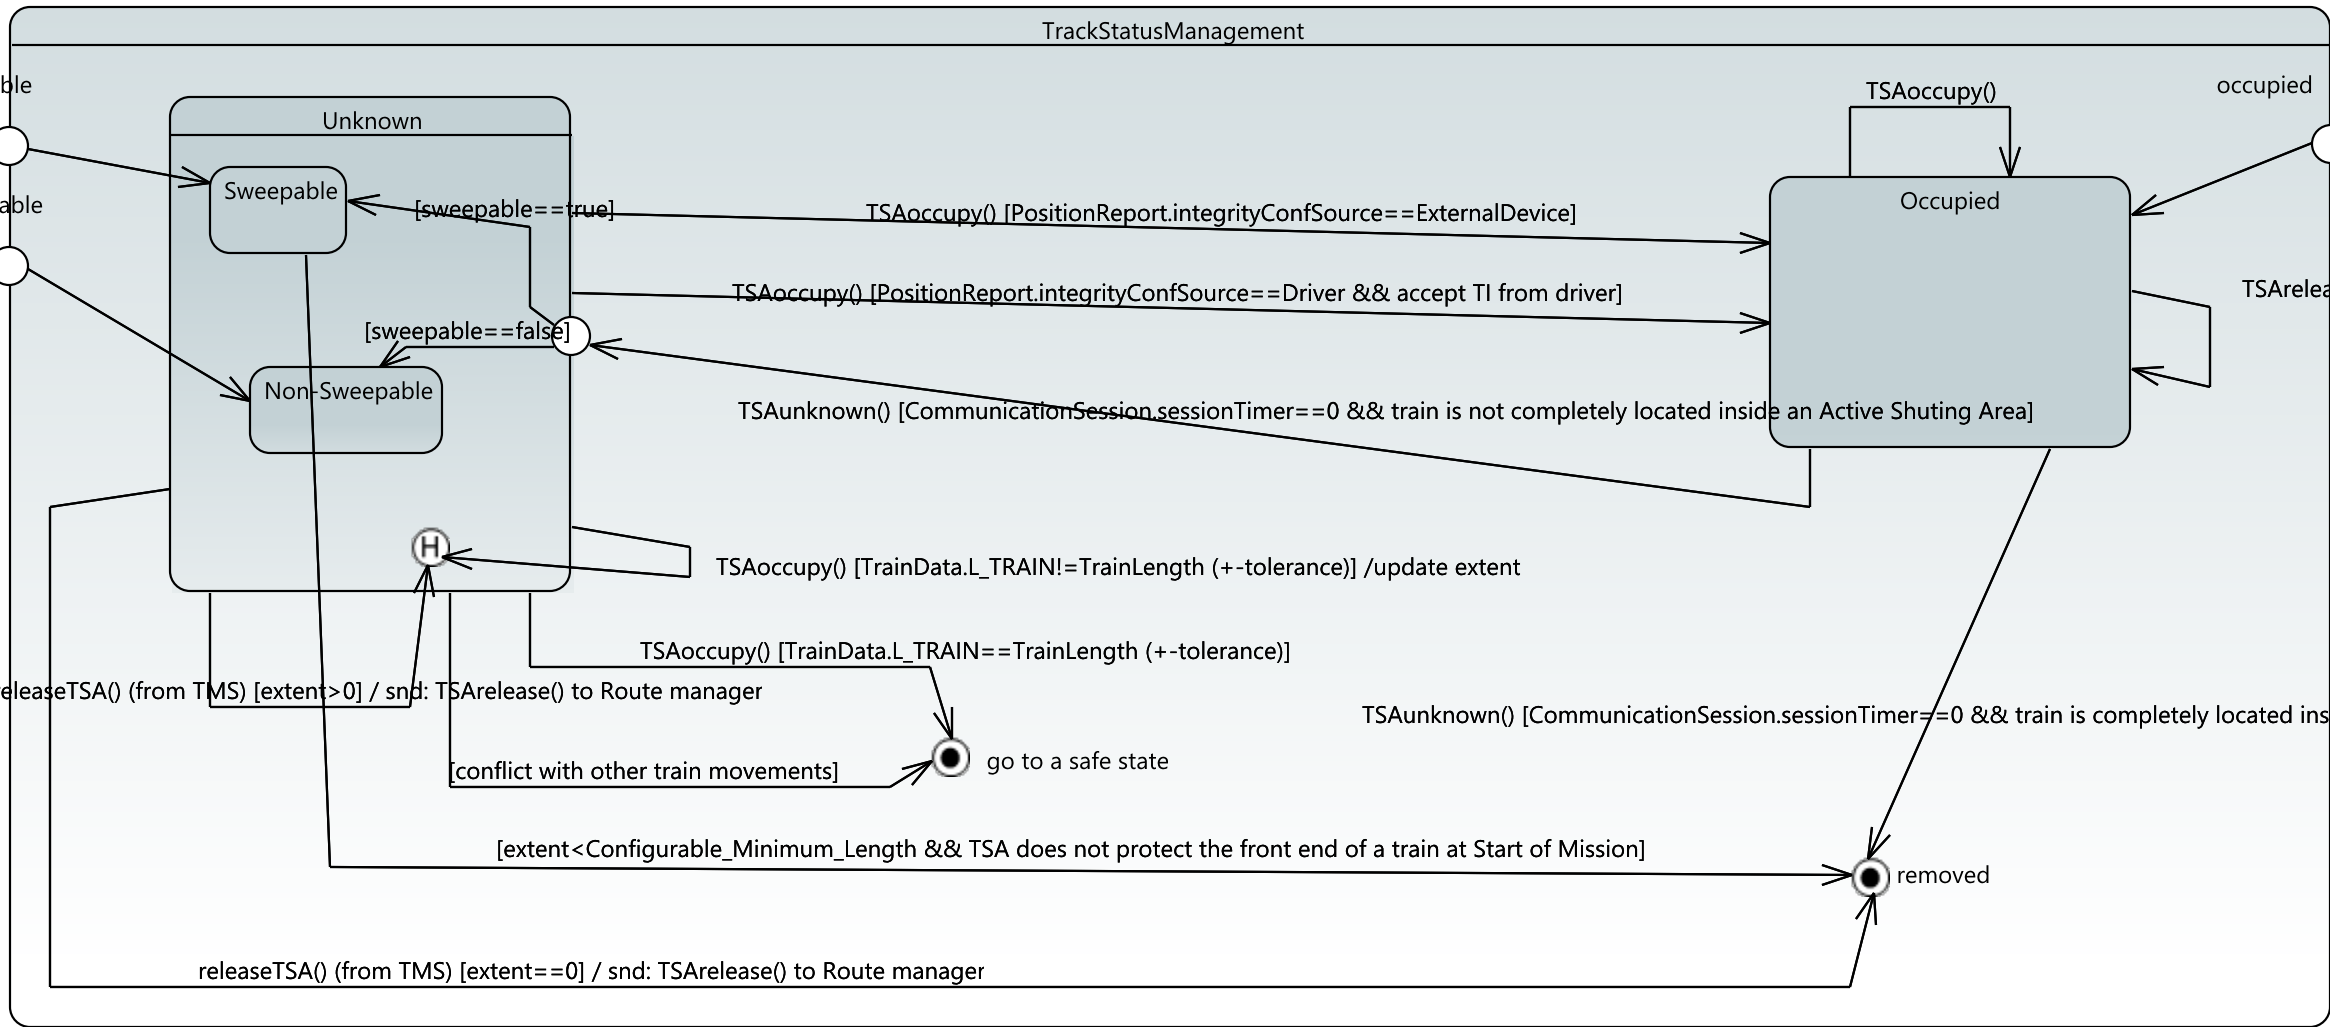 TrackStatusManagement
ble
TSAoccupy()
occupied
Unknown
Sweepable
able
[sweepable==true]
TSAoccupy() [PositionReport.integrityConfSource==ExternalDevice]
Occupied
TSAoccupy() [PositionReport.integrityConfSource==Driver && accept TI from driver]
TSArelea
[sweepable==false]
Non-Sweepable
TSAunknown() [CommunicationSession.sessionTimer==0 && train is not completely located inside an Active Shuting Area]
H
TSAoccupy() [TrainData.L_TRAIN!=TrainLength (+-tolerance)] /update extent
TSAoccupy() [TrainData.L_TRAIN==TrainLength (+-tolerance)]
eleaseTSA() (from TMS) [extent>0] / snd: TSArelease() to Route manager
TSAunknown() [CommunicationSession.sessionTimer==0 && train is completely located ins
go to a safe state
[conflict with other train movements]
[extent<Configurable_Minimum_Length && TSA does not protect the front end of a train at Start of Mission]
removed
releaseTSA() (from TMS) [extent==0] / snd: TSArelease() to Route manager